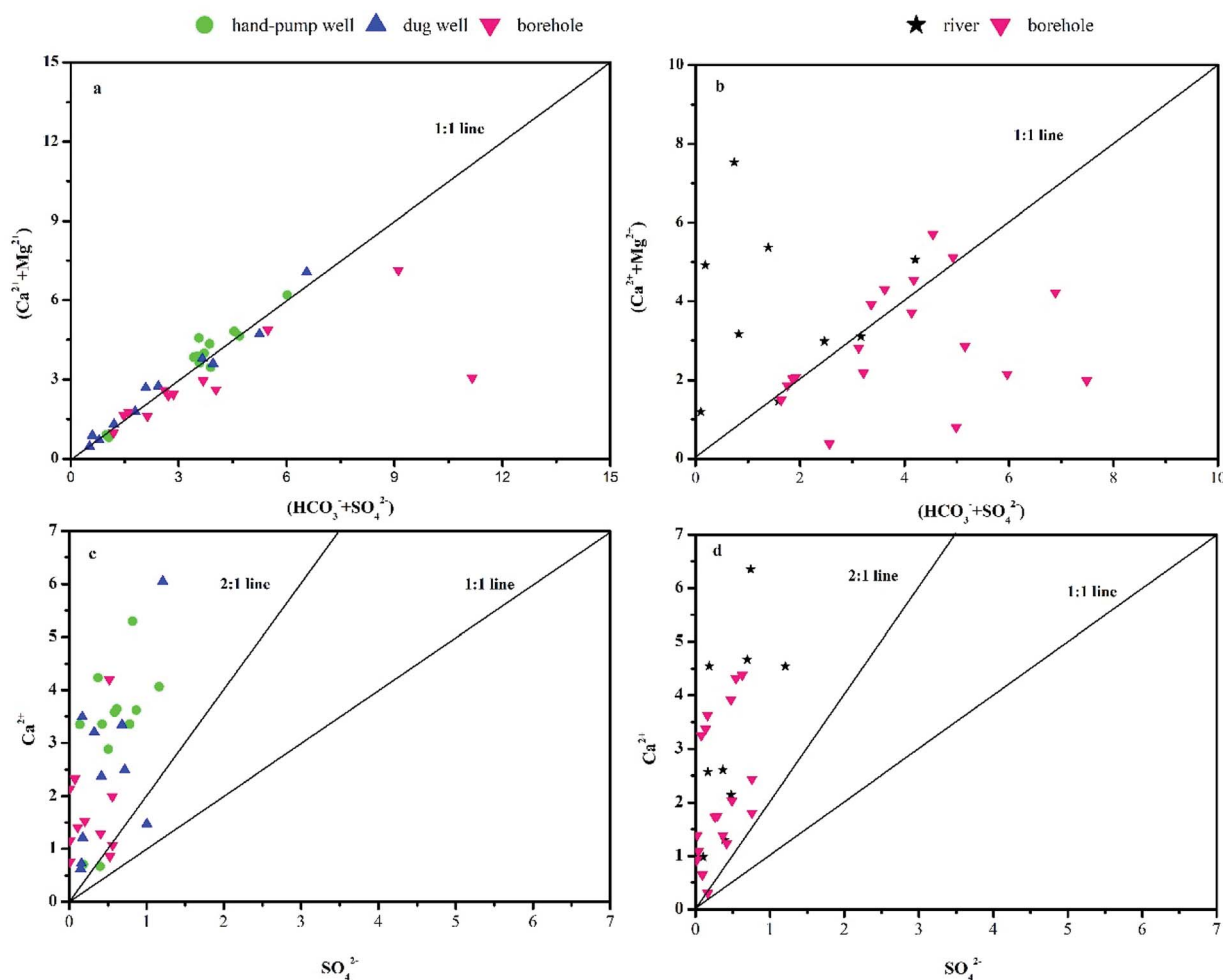 hand-pump well dug well borehole
river borehole
a
1:1 line
(Ca²⁺+Mg²⁺)
15
12
9
6
3
0
0 3 6 9 12 15
(HCO₃⁻+SO₄²⁻)
b
1:1 line
(Ca²⁺+Mg²⁺)
10
8
6
4
2
0
0 2 4 6 8 10
(HCO₃⁻+SO₄²⁻)
c
2:1 line
1:1 line
Ca²⁺
7
6
5
4
3
2
1
0
0 1 2 3 4 5 6 7
SO₄²⁻
d
2:1 line
1:1 line
Ca²⁺
7
6
5
4
3
2
1
0
0 1 2 3 4 5 6 7
SO₄²⁻